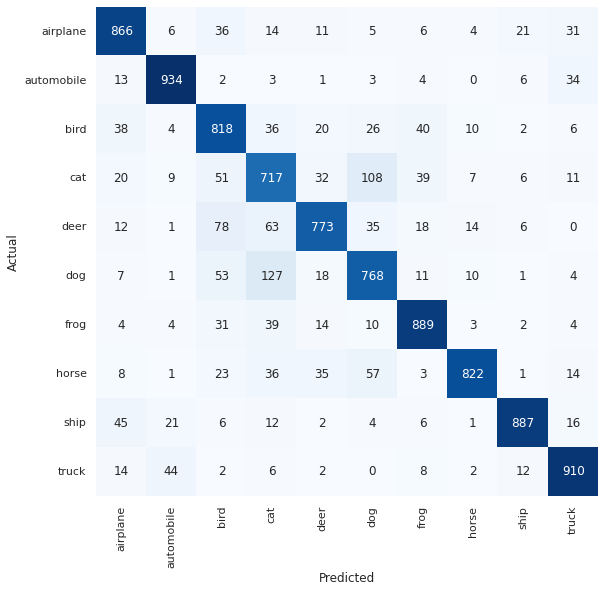 airplane 866 6 36 14 11 5 6 4 21 31
automobile 13 934 2 3 1 3 4 0 6 34
bird 38 4 818 36 20 26 40 10 2 6
cat 20 9 51 717 32 108 39 7 6 11
deer 12 1 78 63 773 35 18 14 6 0
dog 7 1 53 127 18 768 11 10 1 4
frog 4 4 31 39 14 10 889 3 2 4
horse 8 1 23 36 35 57 3 822 1 14
ship 45 21 6 12 2 4 6 1 887 16
truck 14 44 2 6 2 0 8 2 12 910
Actual
airplane automobile bird cat deer dog frog horse ship truck
Predicted